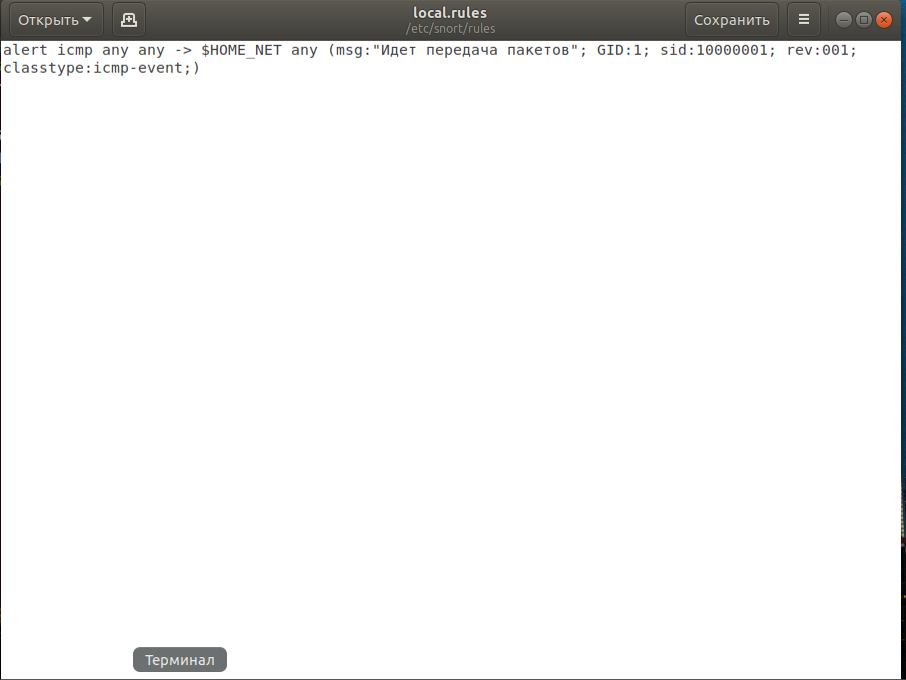 Открыть
local.rules
/etc/snort/rules
Сохранить
alert icmp any any -> $HOME_NET any (msg:"Идет передача пакетов"; GID:1; sid:10000001; rev:001;
classtype:icmp-event;)
Терминал